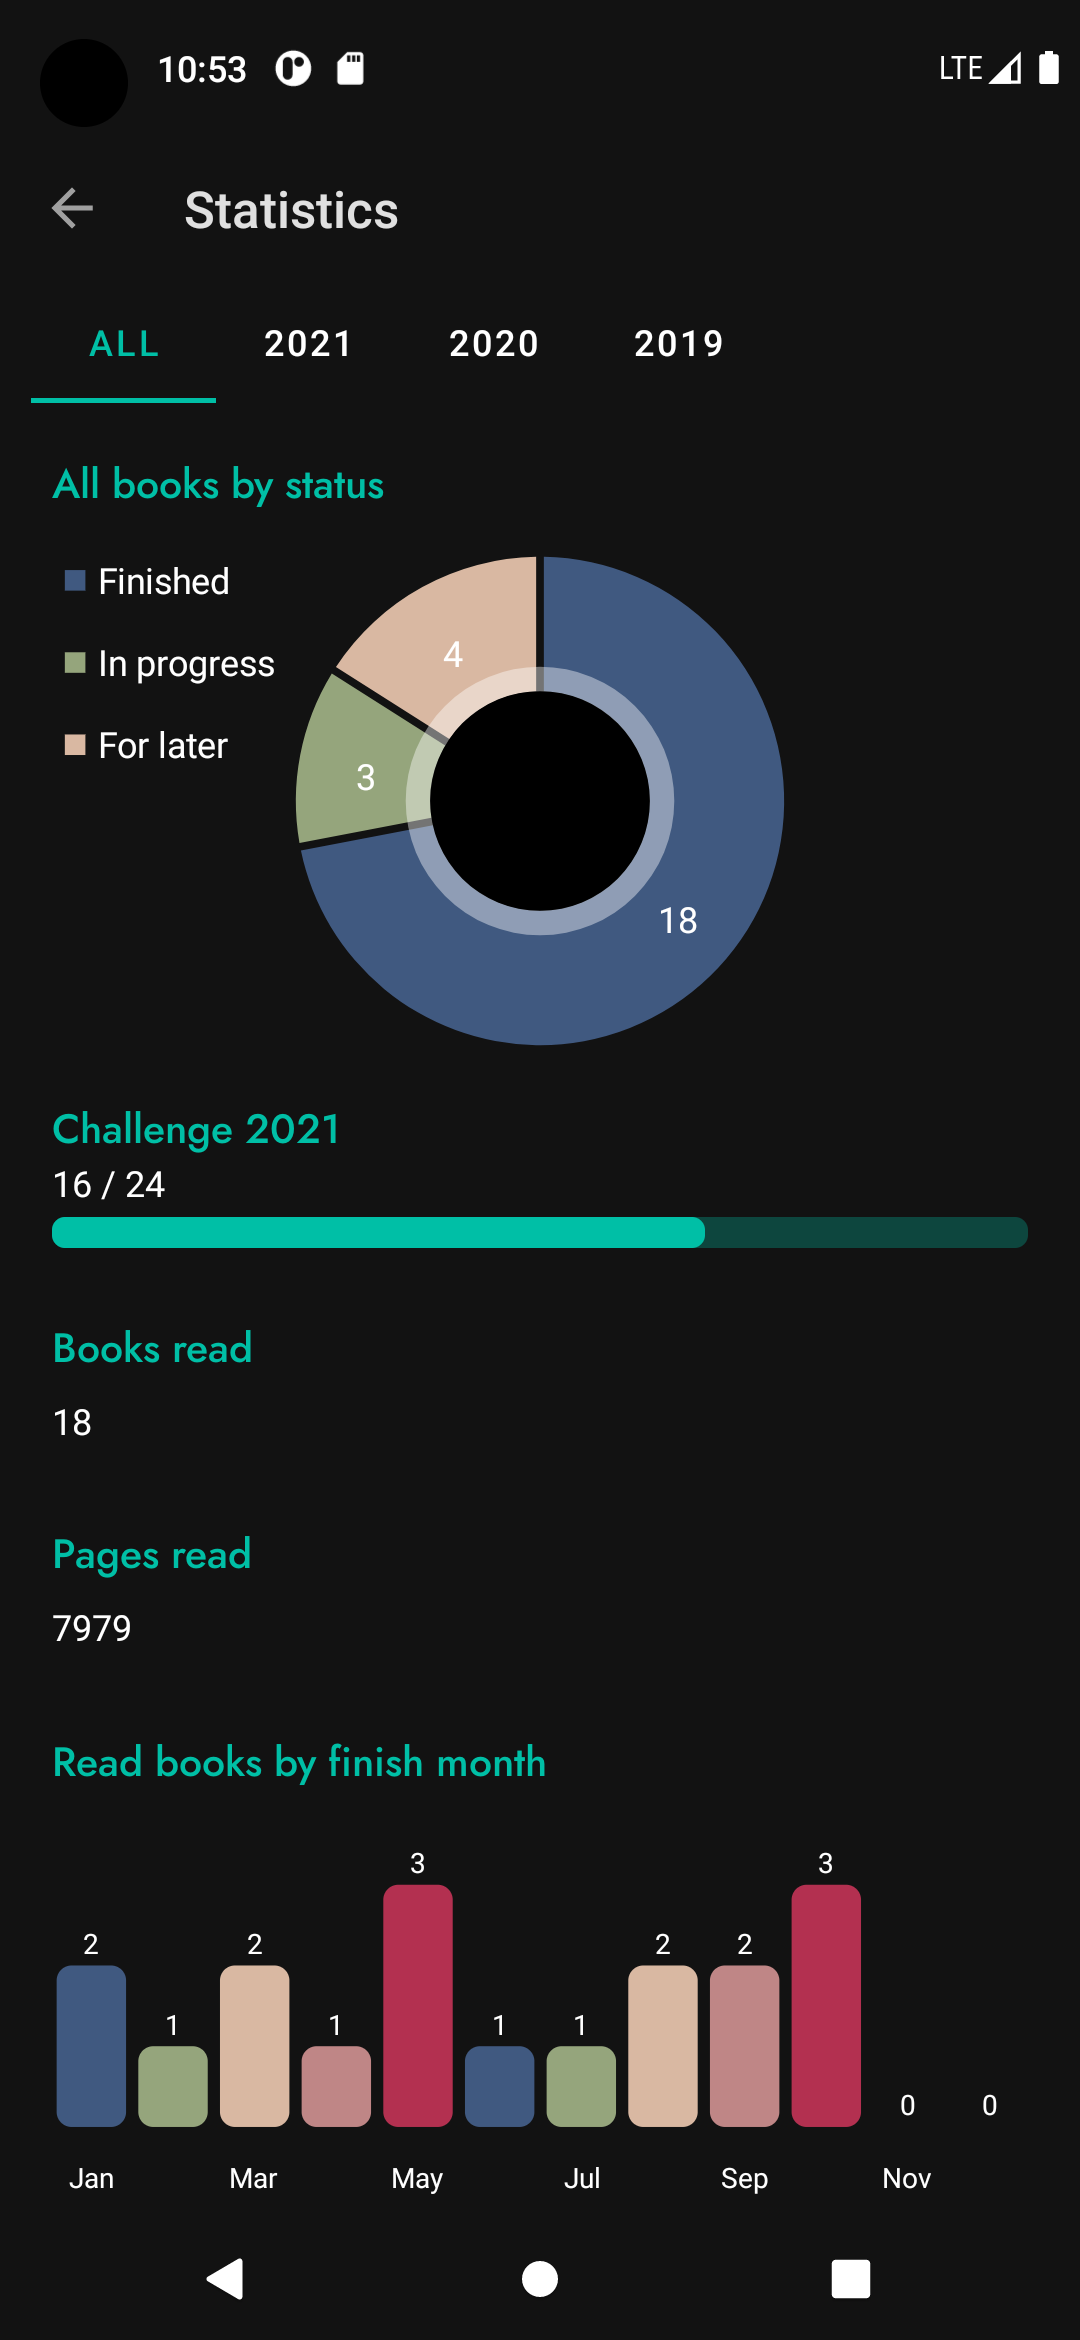 10:53 LTE
Statistics
ALL 2021 2020 2019
All books by status
Finished
In progress
For later
4
3
18
Challenge 2021
16 / 24
Books read
18
Pages read
7979
Read books by finish month
2 1 2 1 3 1 1 2 2 3 0 0
Jan Mar May Jul Sep Nov